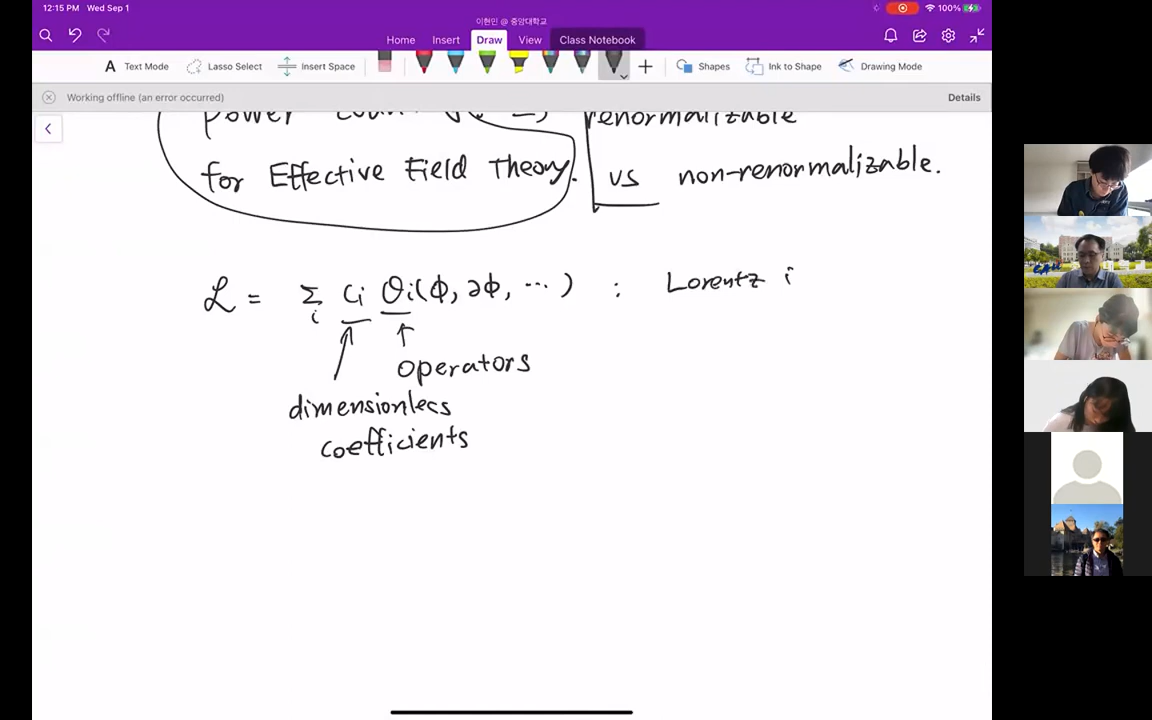 12:15 PM Wed Sep 1
100%
이현민 @ 중앙대학교
Home Insert Draw View Class Notebook
A Text Mode Lasso Select Insert Space Shapes Ink to Shape Drawing Mode
Working offline (an error occurred) Details
power renormalizable
for Effective Field Theory. vs non-renormalizable.
ℒ = Σ_i C_i O_i(ϕ, ∂ϕ, ⋯) : Lorentz i
operators
dimensionlecs
coefficients